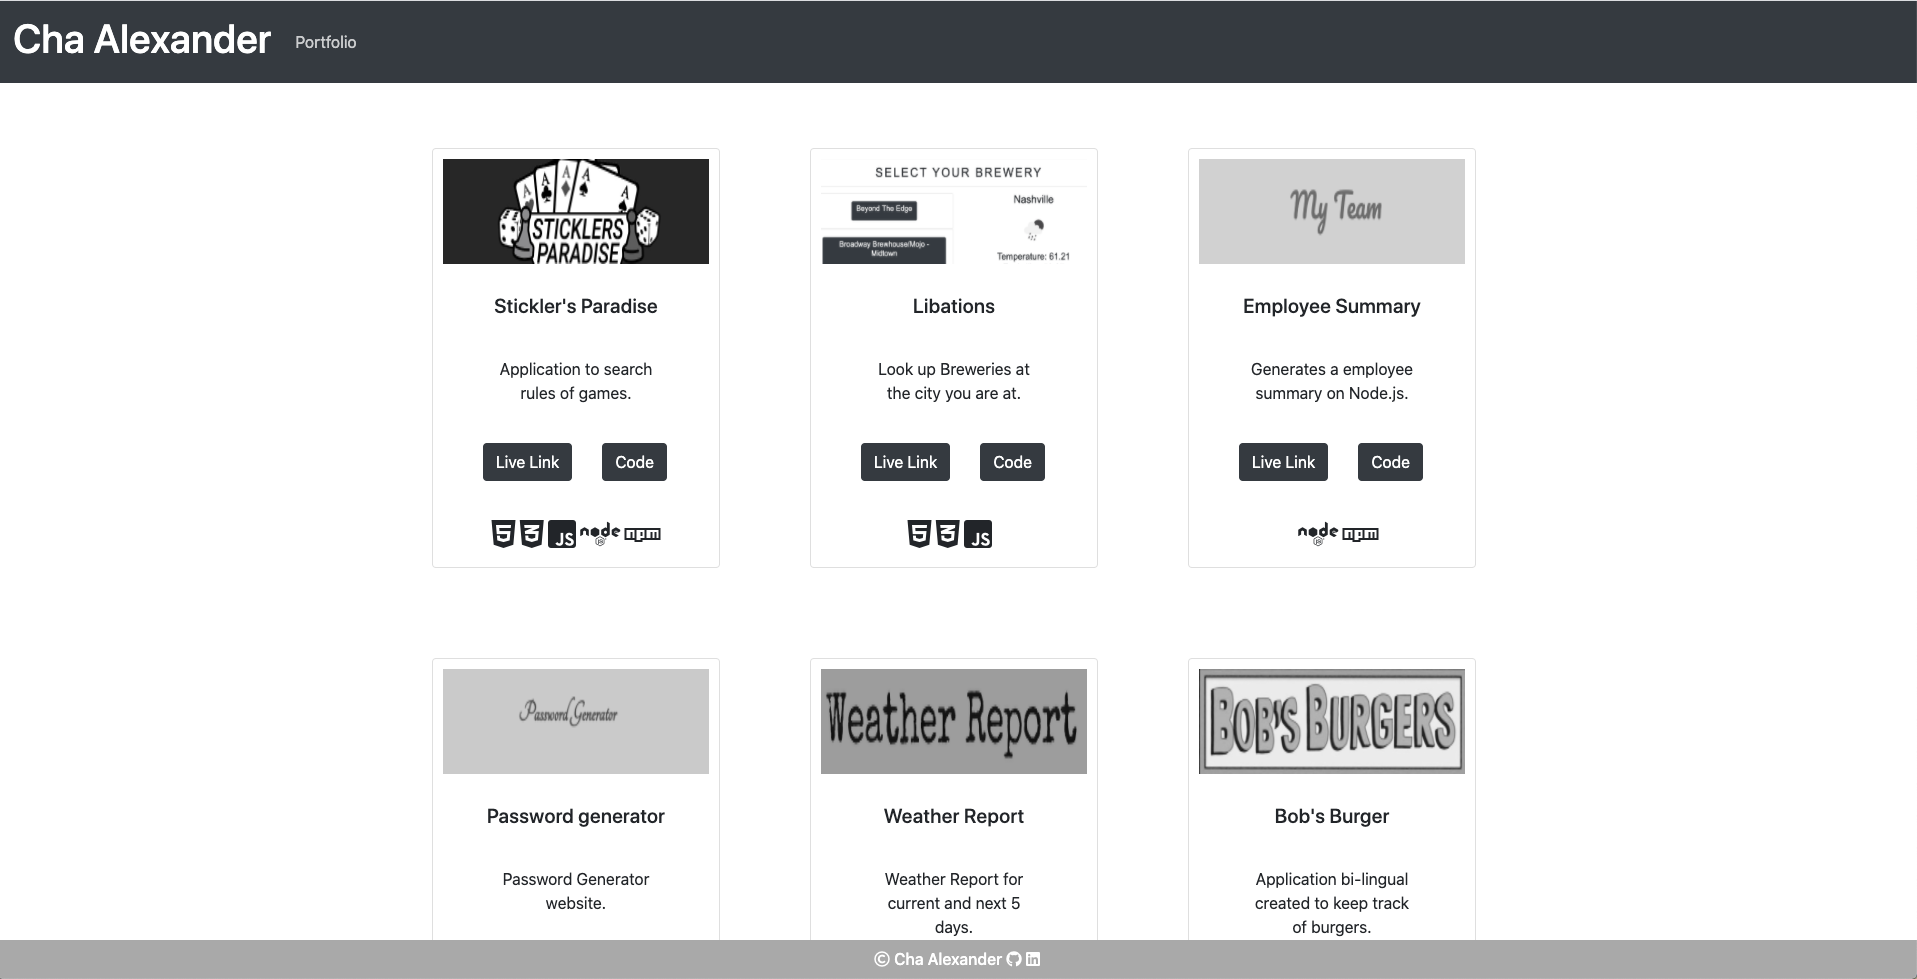 Cha Alexander Portfolio
STICKLERS
PARADISE
Stickler's Paradise
Application to search
rules of games.
Live Link Code
JS node JS npm
SELECT YOUR BREWERY
Beyond The Edge
Broadway Brewhouse/Mojo -
Midtown
Nashville
Temperature: 61.21
Libations
Look up Breweries at
the city you are at.
Live Link Code
JS
My Team
Employee Summary
Generates a employee
summary on Node.js.
Live Link Code
node JS npm
Password Generator
Password generator
Password Generator
website.
Weather Report
Weather Report
Weather Report for
current and next 5
days.
BOB'S BURGERS
Bob's Burger
Application bi-lingual
created to keep track
of burgers.
© Cha Alexander in